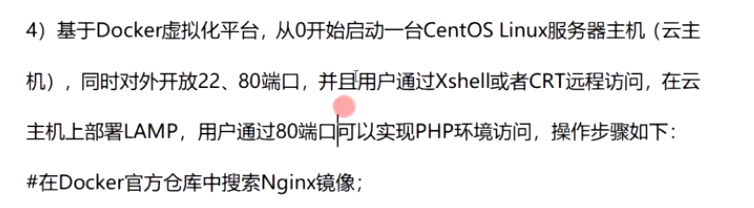 4）基于Docker虚拟化平台，从0开始启动一台CentOS Linux服务器主机（云主
机），同时对外开放22、80端口，并且用户通过Xshell或者CRT远程访问，在云
主机上部署LAMP，用户通过80端口可以实现PHP环境访问，操作步骤如下：
#在Docker官方仓库中搜索Nginx镜像；